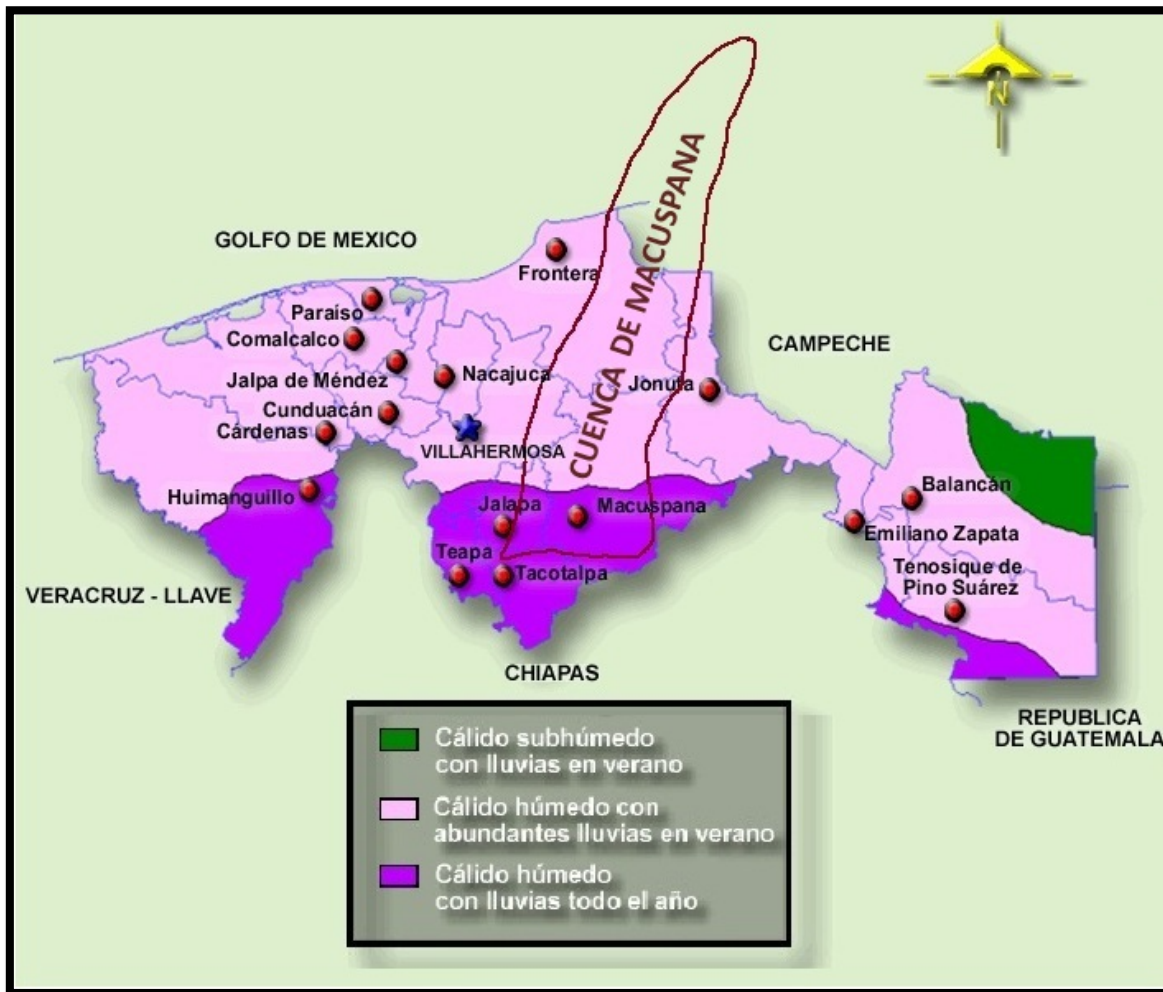 N
CUENCA DE MACUSPANA
GOLFO DE MEXICO
Frontera
Paraíso
Comalcalco
CAMPECHE
Jalpa de Méndez
Nacajuca
Jonuta
Cunduacán
Cárdenas
VILLAHERMOSA
Huimanguillo
Jalapa
Macuspana
Balancán
Emiliano Zapata
Teapa
Tacotalpa
Tenosique de
Pino Suárez
VERACRUZ - LLAVE
CHIAPAS
REPUBLICA
DE GUATEMALA
Cálido subhúmedo
con lluvias en verano
Cálido húmedo con
abundantes lluvias en verano
Cálido húmedo
con lluvias todo el año